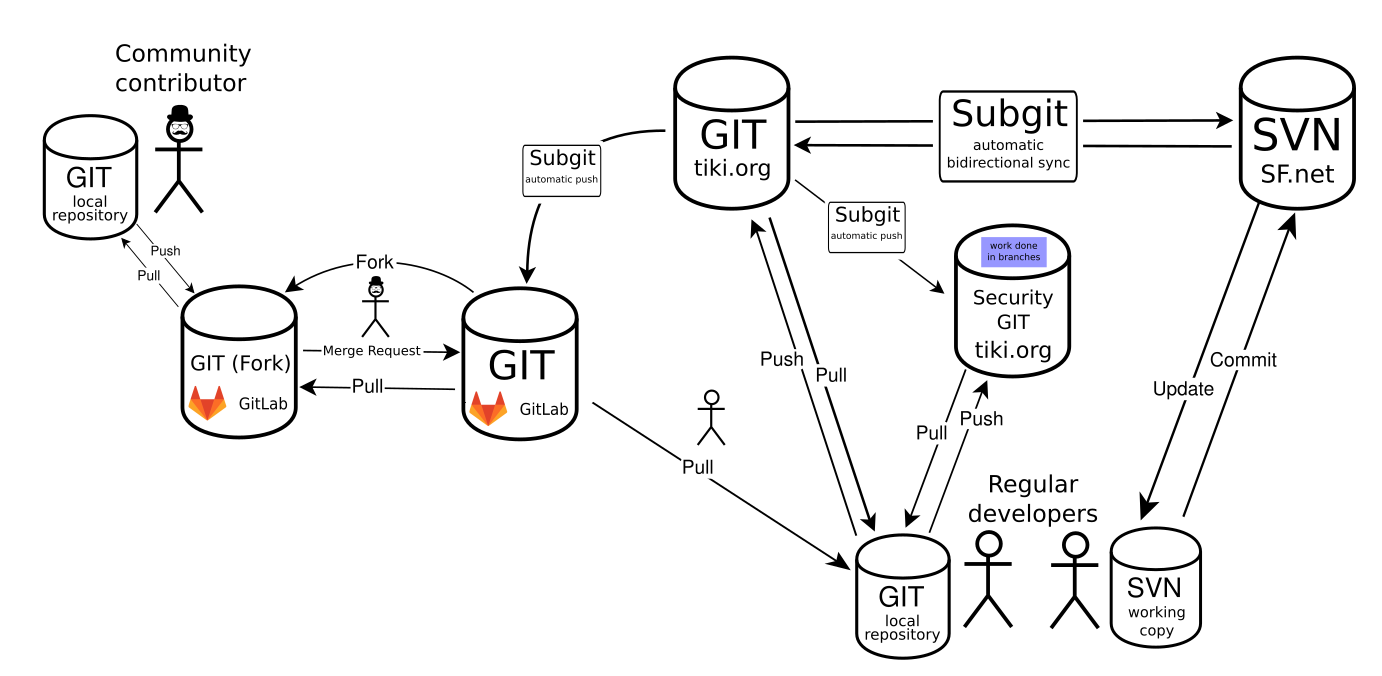 Community
contributor
GIT
local
repository
Push
Pull
GIT (Fork)
GitLab
Fork
Merge Request
Pull
GIT
GitLab
Subgit
automatic push
GIT
tiki.org
Subgit
automatic
bidirectional sync
SVN
SF.net
Subgit
automatic push
work done
in branches
Security
GIT
tiki.org
Push
Pull
Pull
Push
Pull
Update
Commit
Regular
developers
GIT
local
repository
SVN
working
copy